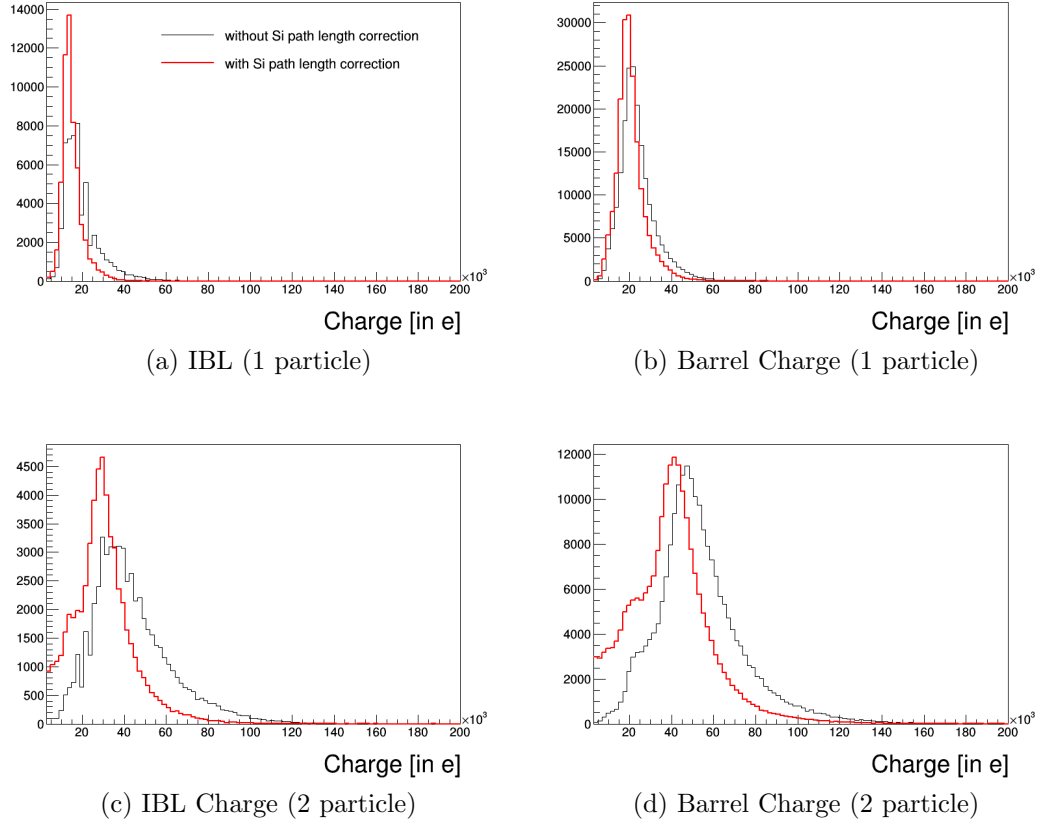 14000
12000
10000
8000
6000
4000
2000
0
without Si path length correction
with Si path length correction
20 40 60 80 100 120 140 160 180 200
×10³
Charge [in e]
(a) IBL (1 particle)
30000
25000
20000
15000
10000
5000
0
20 40 60 80 100 120 140 160 180 200
×10³
Charge [in e]
(b) Barrel Charge (1 particle)
4500
4000
3500
3000
2500
2000
1500
1000
500
0
20 40 60 80 100 120 140 160 180 200
×10³
Charge [in e]
(c) IBL Charge (2 particle)
12000
10000
8000
6000
4000
2000
0
20 40 60 80 100 120 140 160 180 200
×10³
Charge [in e]
(d) Barrel Charge (2 particle)